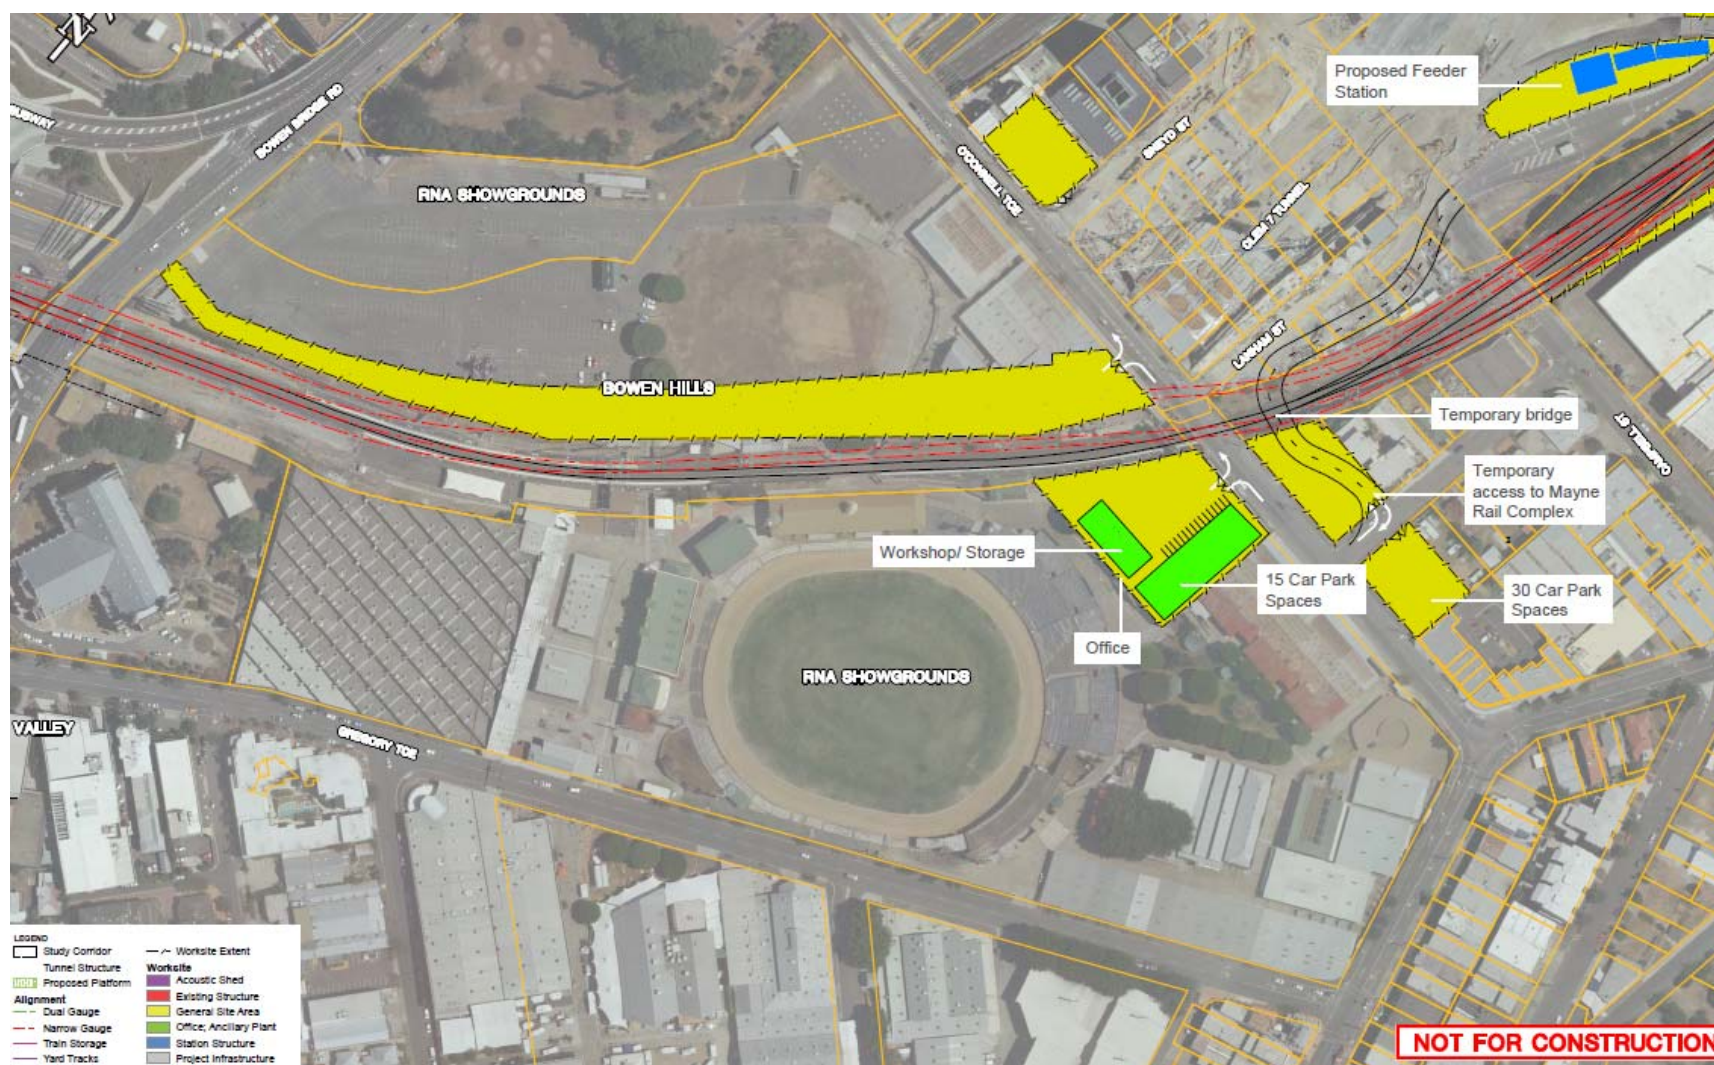 N
Proposed Feeder
Station
BOWEN BRIDGE RD
SNEYD ST
O'DONNELL TCE
RNA SHOWGROUNDS
CLEM 7 TUNNEL
LANHAM ST
BOWEN HILLS
Temporary bridge
CAMPBELL ST
Temporary
access to Mayne
Rail Complex
Workshop/ Storage
15 Car Park
Spaces
30 Car Park
Spaces
Office
RNA SHOWGROUNDS
VALLEY
GREGORY TCE
LEGEND
Study Corridor
Tunnel Structure
Proposed Platform
Alignment
Dual Gauge
Narrow Gauge
Train Storage
Yard Tracks
Worksite Extent
Worksite
Acoustic Shed
Existing Structure
General Site Area
Office; Ancillary Plant
Station Structure
Project Infrastructure
NOT FOR CONSTRUCTION